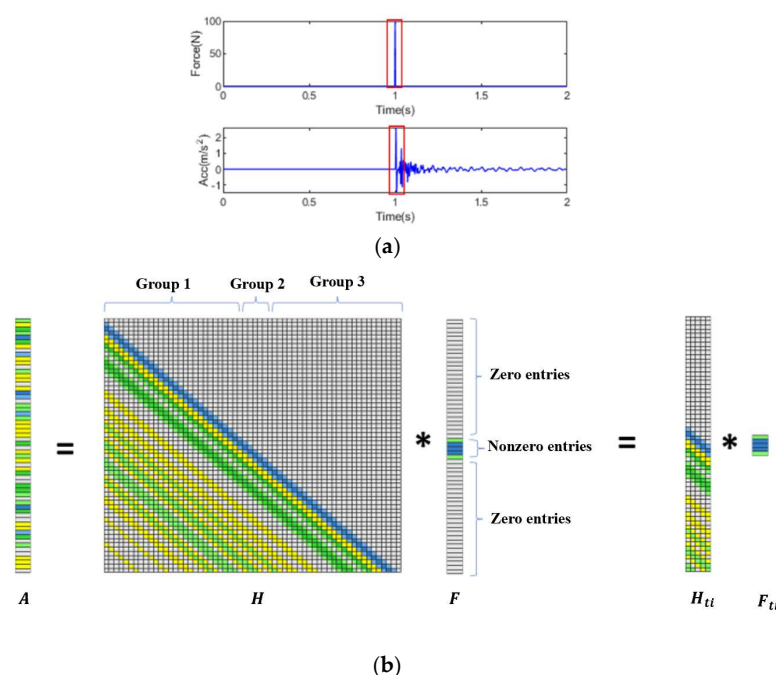 100
50
0
Force(N)
0 0.5 1 1.5 2
Time(s)
2
1
0
-1
Acc(m/s²)
0 0.5 1 1.5 2
Time(s)
(a)
Group 1 Group 2 Group 3
Zero entries
= * Nonzero entries = *
Zero entries
A H F H_ti F_ti
(b)